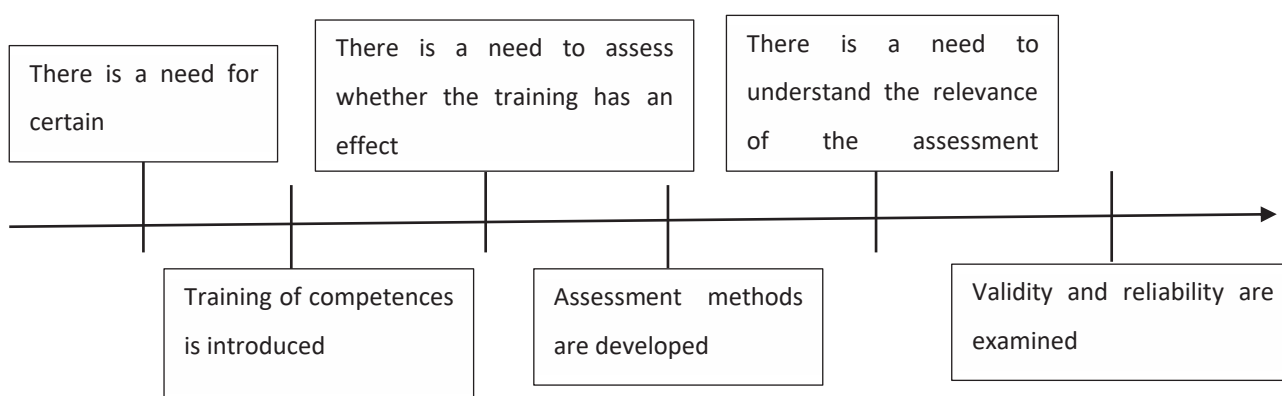 There is a need for
certain
There is a need to assess
whether the training has an
effect
There is a need to
understand the relevance
of the assessment
Training of competences
is introduced
Assessment methods
are developed
Validity and reliability are
examined